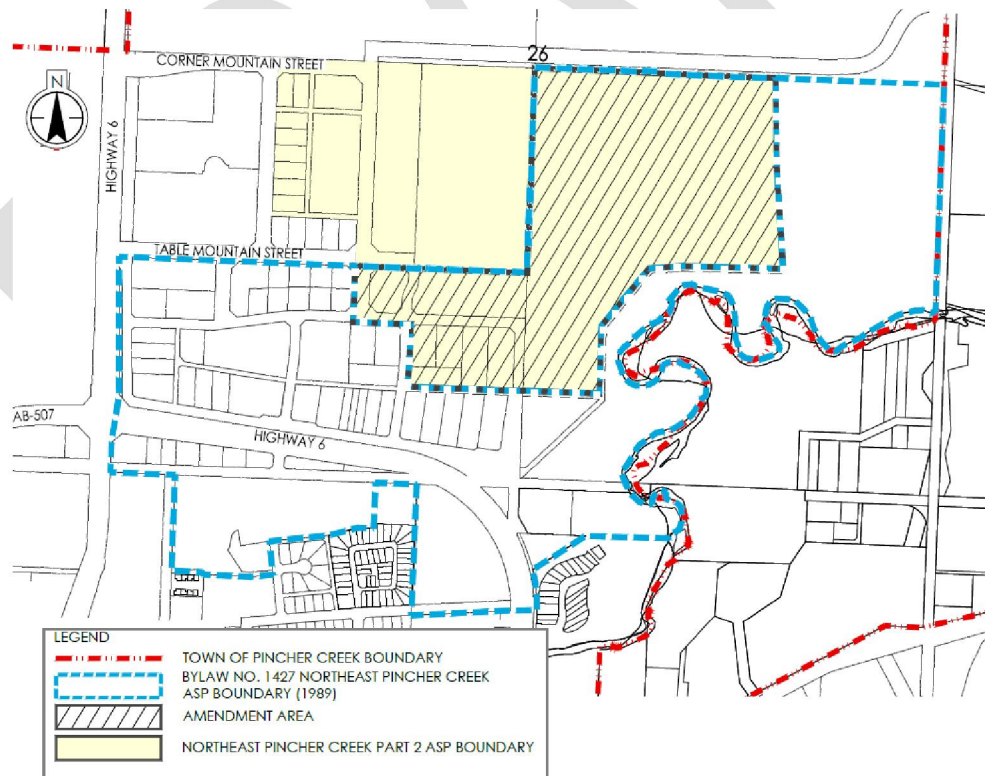 26
CORNER MOUNTAIN STREET
N
HIGHWAY 6
TABLE MOUNTAIN STREET
AB-507
HIGHWAY 6
LEGEND
TOWN OF PINCHER CREEK BOUNDARY
BYLAW NO. 1427 NORTHEAST PINCHER CREEK
ASP BOUNDARY (1989)
AMENDMENT AREA
NORTHEAST PINCHER CREEK PART 2 ASP BOUNDARY